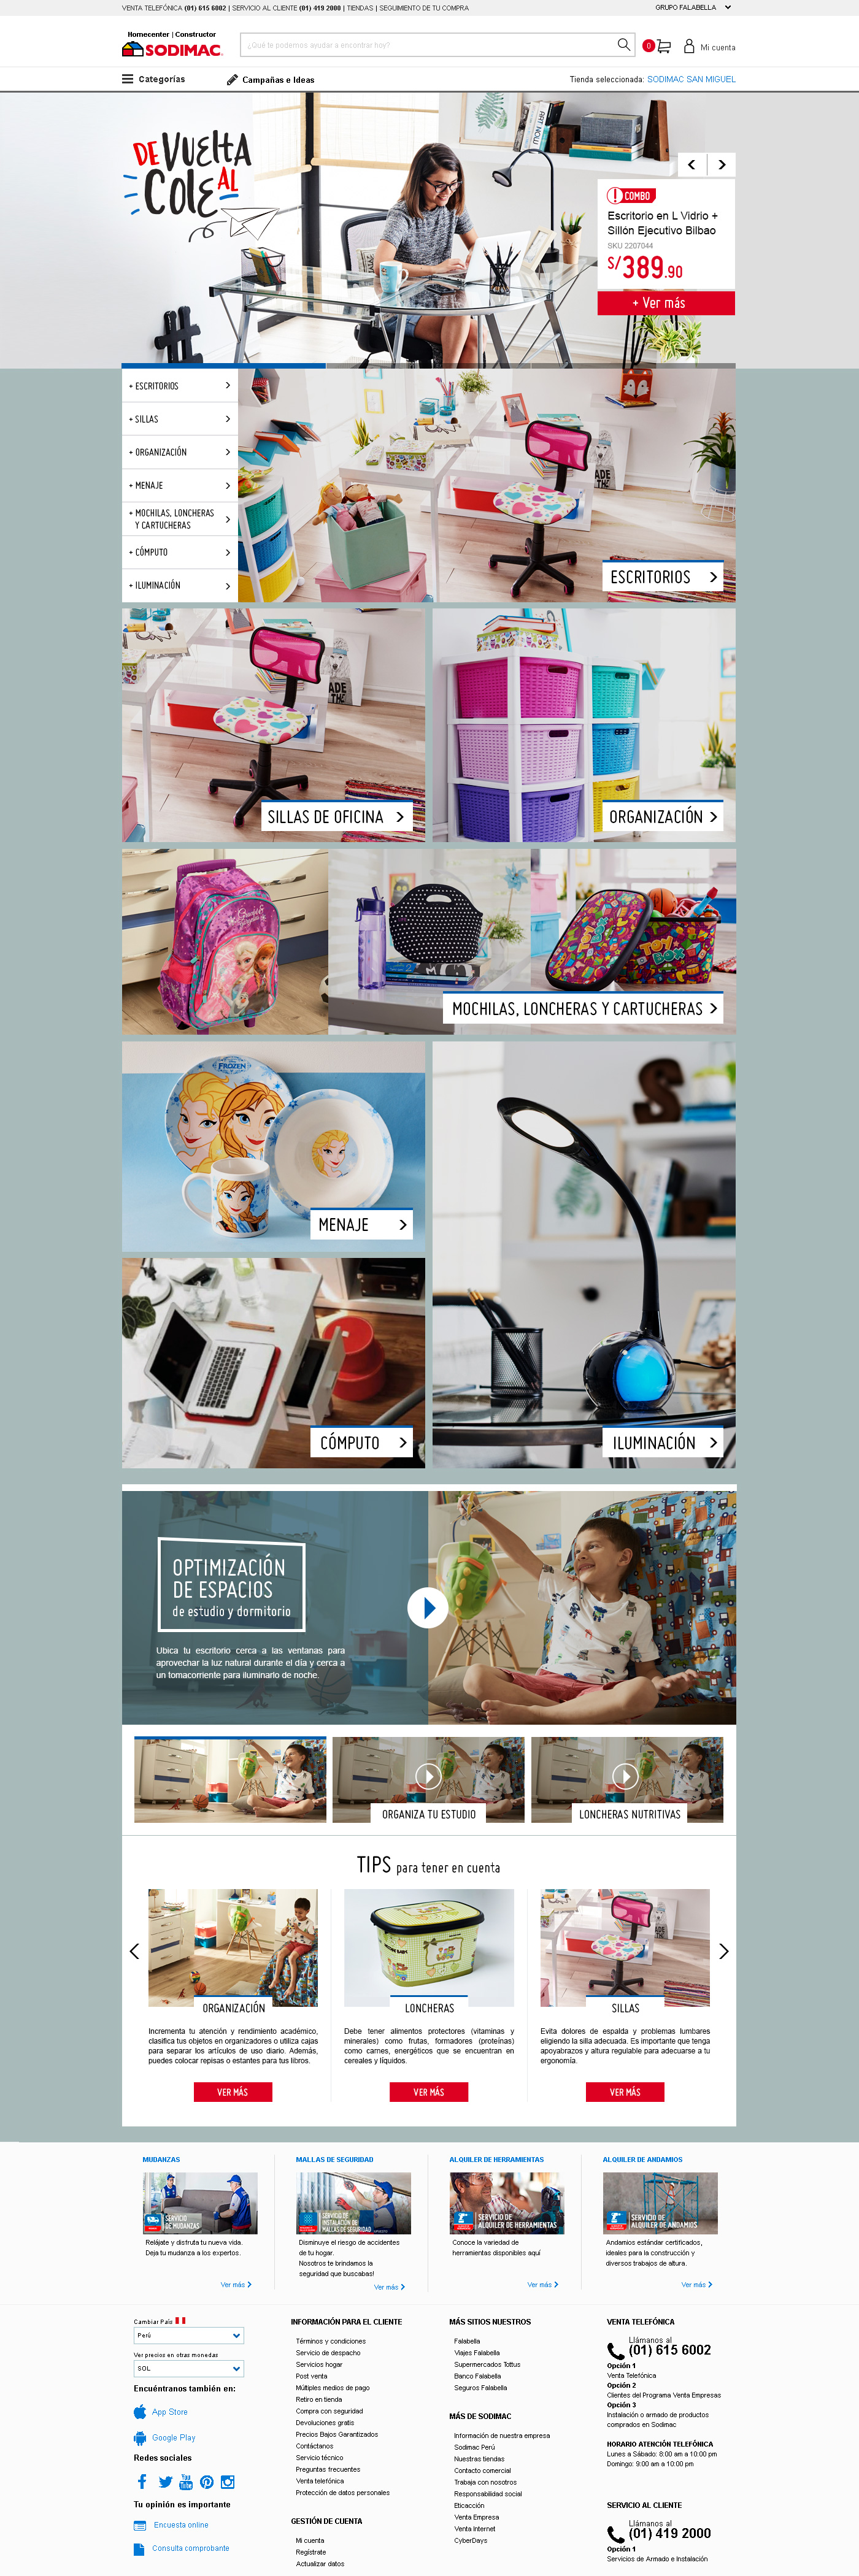 VENTA TELEFÓNICA (01) 615 6002 | SERVICIO AL CLIENTE (01) 419 2000 | TIENDAS | SEGUIMIENTO DE TU COMPRA
GRUPO FALABELLA
Homecenter | Constructor
SODIMAC
¿Qué te podemos ayudar a encontrar hoy?
0
Mi cuenta
Categorías
Campañas e Ideas
Tienda seleccionada: SODIMAC SAN MIGUEL
DE VUELTA
AL
COLE
ART NOW
COMBO
Escritorio en L Vidrio +
Sillón Ejecutivo Bilbao
SKU 2207044
S/389.90
+ Ver más
+ ESCRITORIOS
+ SILLAS
+ ORGANIZACIÓN
+ MENAJE
+ MOCHILAS, LONCHERAS
Y CARTUCHERAS
+ CÓMPUTO
+ ILUMINACIÓN
ESCRITORIOS
SILLAS DE OFICINA
ORGANIZACIÓN
TOY
BOX
MOCHILAS, LONCHERAS Y CARTUCHERAS
FROZEN
MENAJE
CÓMPUTO
S
ILUMINACIÓN
OPTIMIZACIÓN
DE ESPACIOS
de estudio y dormitorio
Ubica tu escritorio cerca a las ventanas para
aprovechar la luz natural durante el día y cerca a
un tomacorriente para iluminarlo de noche.
ORGANIZA TU ESTUDIO
LONCHERAS NUTRITIVAS
TIPS para tener en cuenta
ORGANIZACIÓN
Incrementa tu atención y rendimiento académico,
clasifica tus objetos en organizadores o utiliza cajas
para separar los artículos de uso diario. Además,
puedes colocar repisas o estantes para tus libros.
VER MÁS
LONCHERAS
Debe tener alimentos protectores (vitaminas y
minerales) como frutas, formadores (proteínas)
como carnes, energéticos que se encuentran en
cereales y líquidos.
VER MÁS
SILLAS
Evita dolores de espalda y problemas lumbares
eligiendo la silla adecuada. Es importante que tenga
apoyabrazos y altura regulable para adecuarse a tu
ergonomía.
VER MÁS
MUDANZAS
SERVICIO
DE MUDANZAS
Relájate y disfruta tu nueva vida.
Deja tu mudanza a los expertos.
Ver más
MALLAS DE SEGURIDAD
SERVICIO DE
INSTALACIÓN DE
MALLAS DE SEGURIDAD
Disminuye el riesgo de accidentes
de tu hogar.
Nosotros te brindamos la
seguridad que buscabas!
Ver más
ALQUILER DE HERRAMIENTAS
SERVICIO DE
ALQUILER DE HERRAMIENTAS
Conoce la variedad de
herramientas disponibles aquí
Ver más
ALQUILER DE ANDAMIOS
SERVICIO DE
ALQUILER DE ANDAMIOS
Andamios estándar certificados,
ideales para la construcción y
diversos trabajos de altura.
Ver más
Cambiar País
Perú
Ver precios en otras monedas
SOL
Encuéntranos también en:
App Store
Google Play
Redes sociales
You
Tube
Tu opinión es importante
Encuesta online
Consulta comprobante
INFORMACIÓN PARA EL CLIENTE
Términos y condiciones
Servicio de despacho
Servicios hogar
Post venta
Múltiples medios de pago
Retiro en tienda
Compra con seguridad
Devoluciones gratis
Precios Bajos Garantizados
Contáctanos
Servicio técnico
Preguntas frecuentes
Venta telefónica
Protección de datos personales
GESTIÓN DE CUENTA
Mi cuenta
Regístrate
Actualizar datos
MÁS SITIOS NUESTROS
Falabella
Viajes Falabella
Supermercados Tottus
Banco Falabella
Seguros Falabella
MÁS DE SODIMAC
Información de nuestra empresa
Sodimac Perú
Nuestras tiendas
Contacto comercial
Trabaja con nosotros
Responsabilidad social
Eticacción
Venta Empresa
Venta Internet
CyberDays
VENTA TELEFÓNICA
Llámanos al
(01) 615 6002
Opción 1
Venta Telefónica
Opción 2
Clientes del Programa Venta Empresas
Opción 3
Instalación o armado de productos
comprados en Sodimac
HORARIO ATENCIÓN TELEFÓNICA
Lunes a Sábado: 8:00 am a 10:00 pm
Domingo: 9:00 am a 10:00 pm
SERVICIO AL CLIENTE
Llámanos al
(01) 419 2000
Opción 1
Servicios de Armado e Instalación